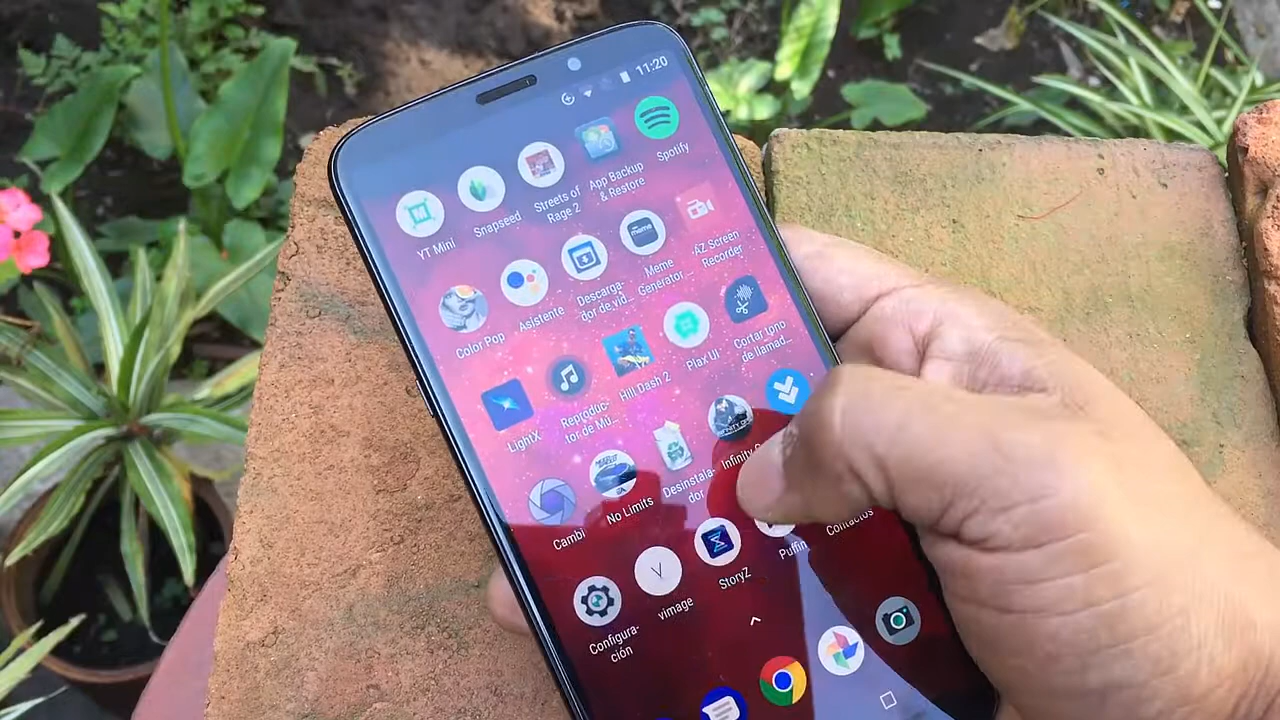 11:20
YT Mini
Snapseed
Streets of
Rage 2
App Backup
& Restore
Spotify
Color Pop
Asistente
Descarga-
dor de vid...
Meme
Generator ...
AZ Screen
Recorder
LightX
Reproduc-
tor de Mú...
Hill Dash 2
Plax UI
Cortar tono
de llamad...
Cambi
No Limits
Desinstala-
dor
Infinity
Configura-
ción
vimage
StoryZ
Puffin
Contactos